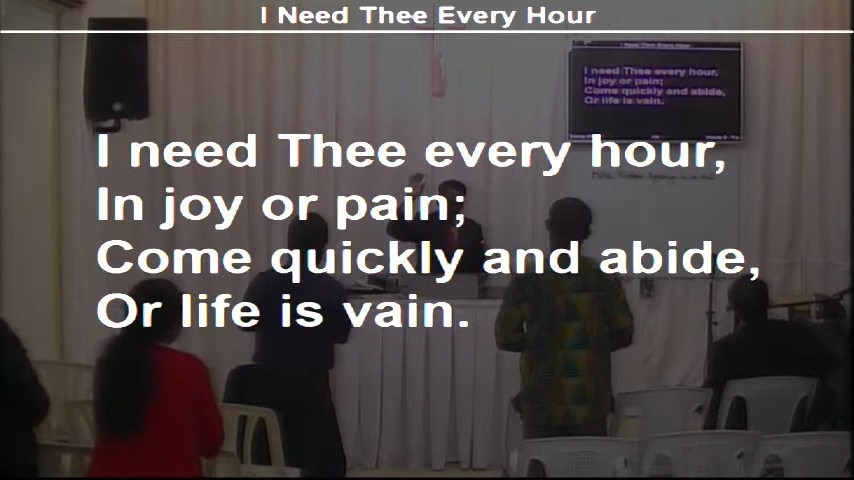 I Need Thee Every Hour
I need Thee every hour,
In joy or pain;
Come quickly and abide,
Or life is vain.
I need Thee every hour,
In joy or pain;
Come quickly and abide,
Or life is vain.